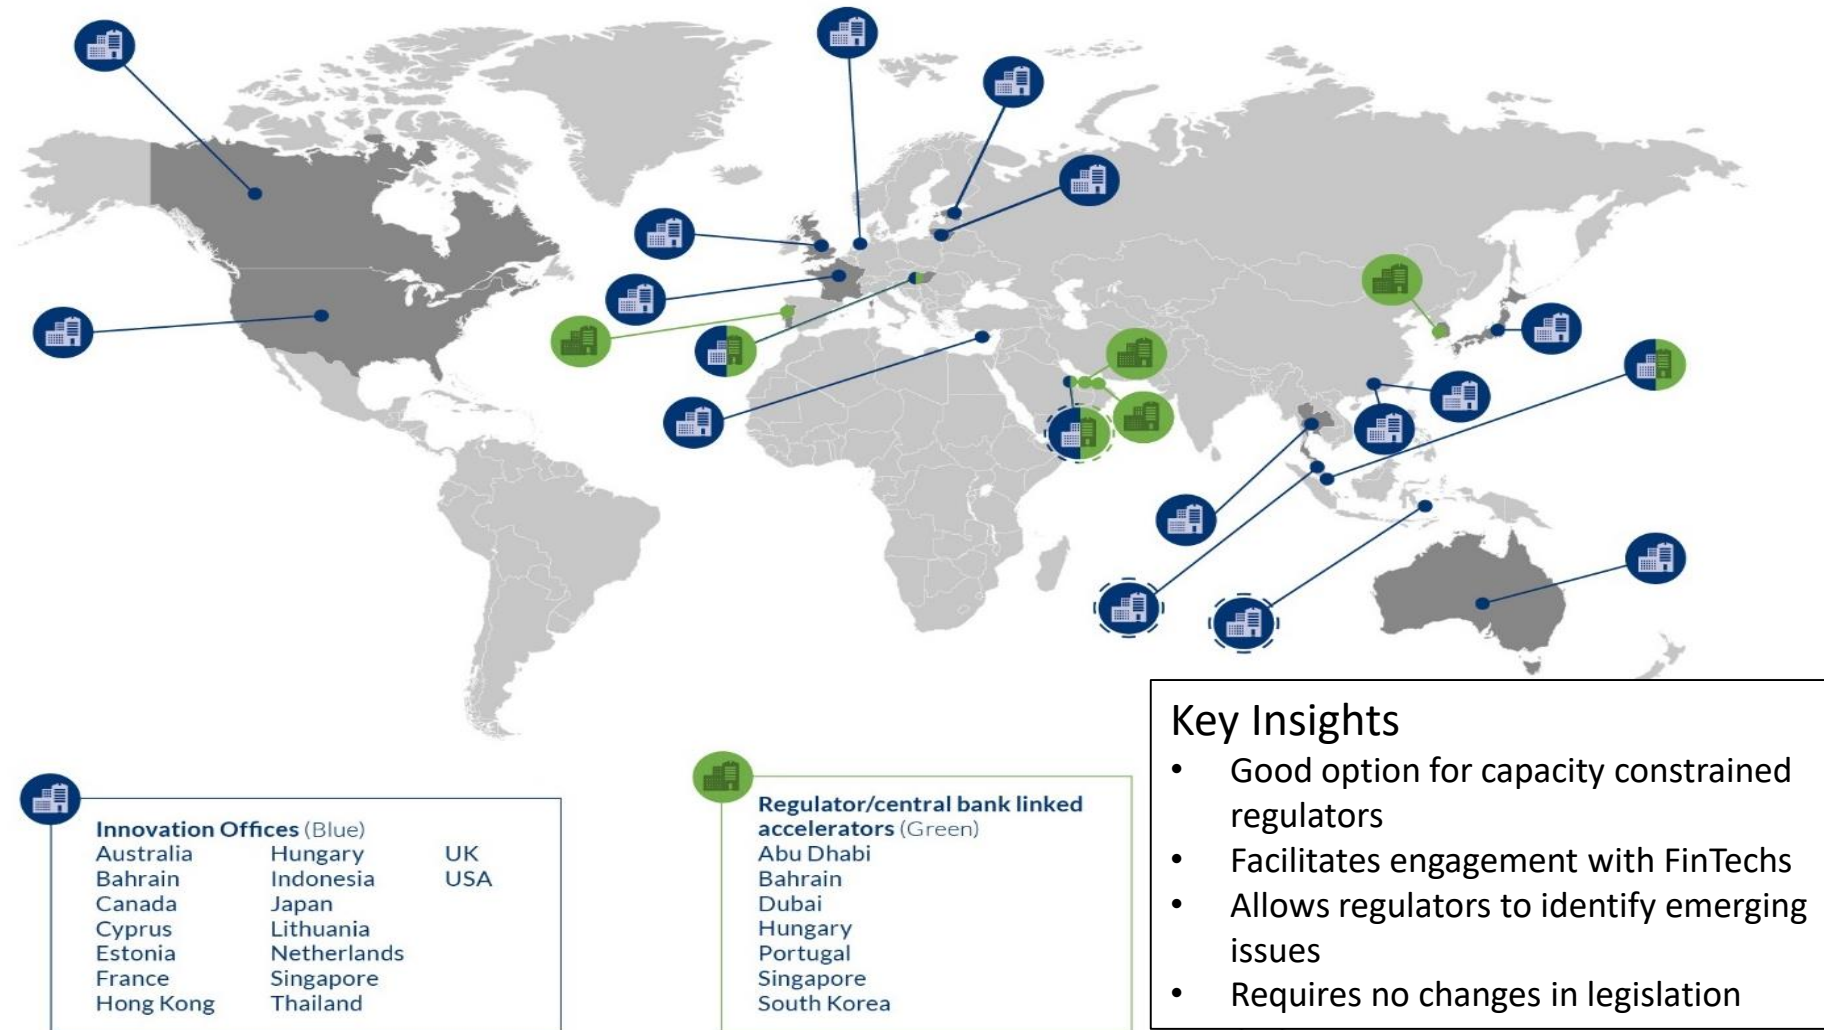 Innovation Offices (Blue)
Australia
Bahrain
Canada
Cyprus
Estonia
France
Hong Kong
Hungary
Indonesia
Japan
Lithuania
Netherlands
Singapore
Thailand
UK
USA
Regulator/central bank linked
accelerators (Green)
Abu Dhabi
Bahrain
Dubai
Hungary
Portugal
Singapore
South Korea
Key Insights
• Good option for capacity constrained
regulators
• Facilitates engagement with FinTechs
• Allows regulators to identify emerging
issues
• Requires no changes in legislation